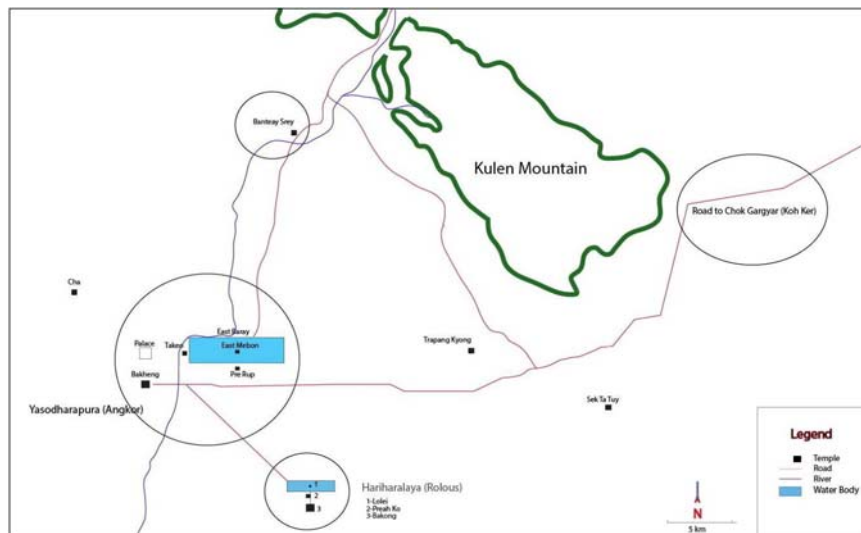 Bantray Srey
Kulen Mountain
Road to Chok Gargyar (Koh Ker)
Cha
East Baray
Palace
Takeo
East Mebon
Trapang Kyong
Bakheng
Pre Rup
Sek Ta Tuy
Yasodharapura (Angkor)
Hariharalaya (Rolous)
1
2
3
1-Lolei
2-Preah Ko
3-Bakong
N
5 km
Legend
Temple
Road
River
Water Body